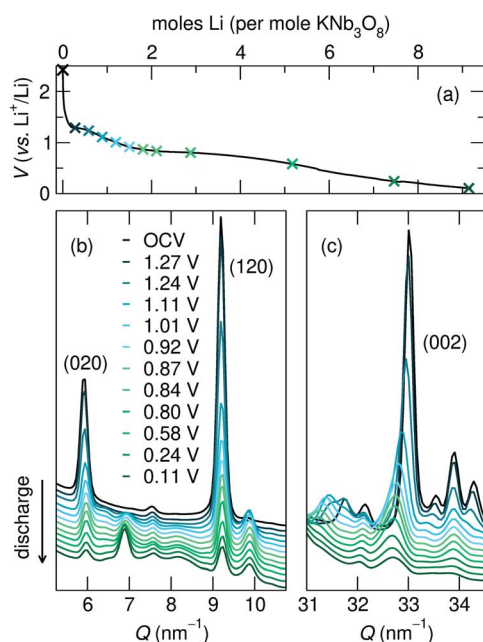 moles Li (per mole KNb₃O₈)
0 2 4 6 8
V (vs. Li⁺/Li)
2
1
0
(a)
(b)
(c)
OCV
1.27 V
1.24 V
1.11 V
1.01 V
0.92 V
0.87 V
0.84 V
0.80 V
0.58 V
0.24 V
0.11 V
(020)
(120)
(002)
discharge
6 7 8 9 10
31 32 33 34
Q (nm⁻¹)
Q (nm⁻¹)